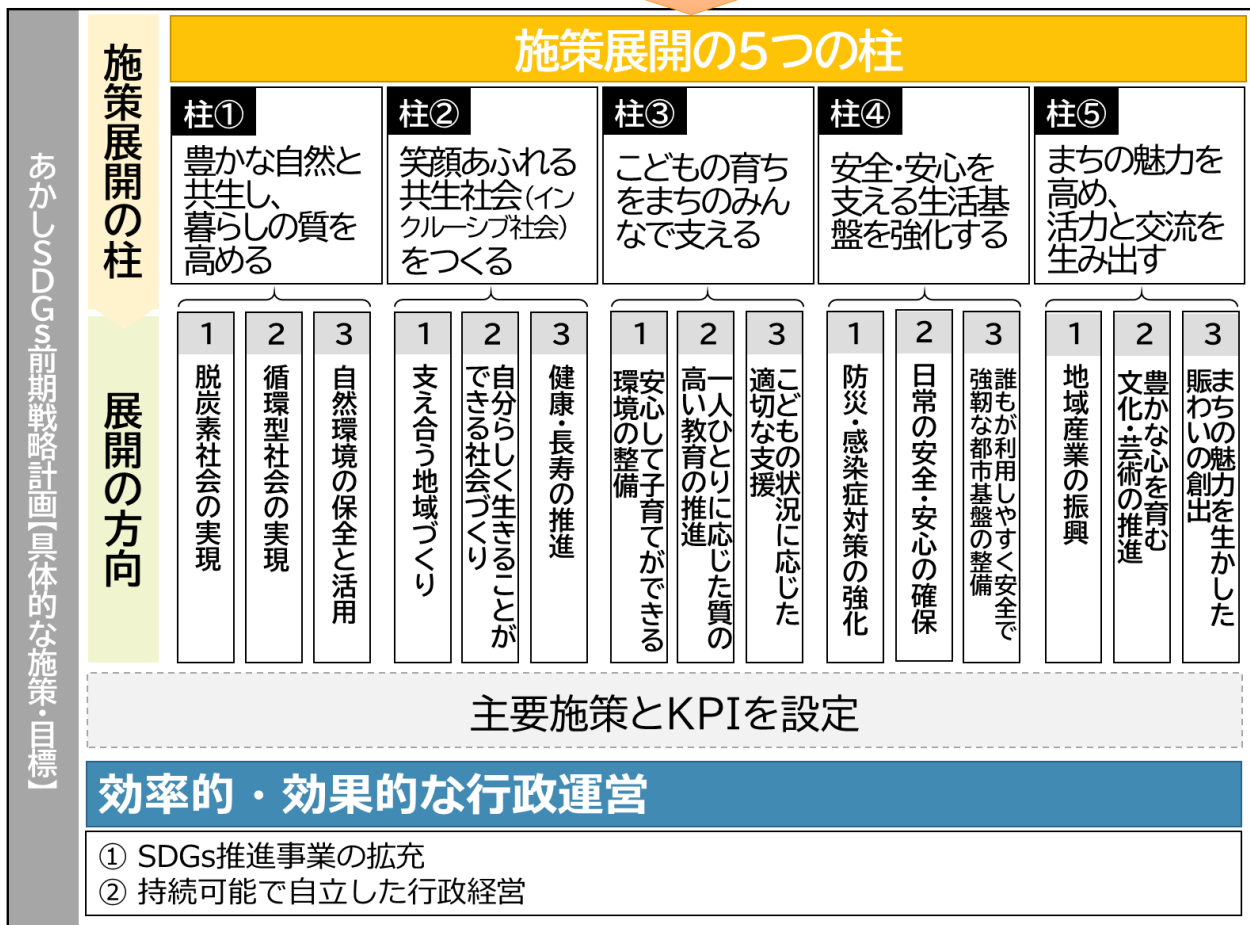 あかしSDGs前期戦略計画【具体的な施策・目標】
施策展開の柱
施策展開の5つの柱
柱①
豊かな自然と
共生し、
暮らしの質を
高める
柱②
笑顔あふれる
共生社会(イン
クルーシブ社会)
をつくる
柱③
こどもの育ち
をまちのみん
なで支える
柱④
安全・安心を
支える生活基
盤を強化する
柱⑤
まちの魅力を
高め、
活力と交流を
生み出す
展開の方向
1
脱炭素社会の実現
2
循環型社会の実現
3
自然環境の保全と活用
1
支え合う地域づくり
2
自分らしく生きることが
できる社会づくり
3
健康・長寿の推進
1
安心して子育てができる
環境の整備
2
一人ひとりに応じた質の
高い教育の推進
3
こどもの状況に応じた
適切な支援
1
防災・感染症対策の強化
2
日常の安全・安心の確保
3
誰もが利用しやすく安全で
強靭な都市基盤の整備
1
地域産業の振興
2
豊かな心を育む
文化・芸術の推進
3
まちの魅力を生かした
賑わいの創出
主要施策とKPIを設定
効率的・効果的な行政運営
① SDGs推進事業の拡充
② 持続可能で自立した行政経営